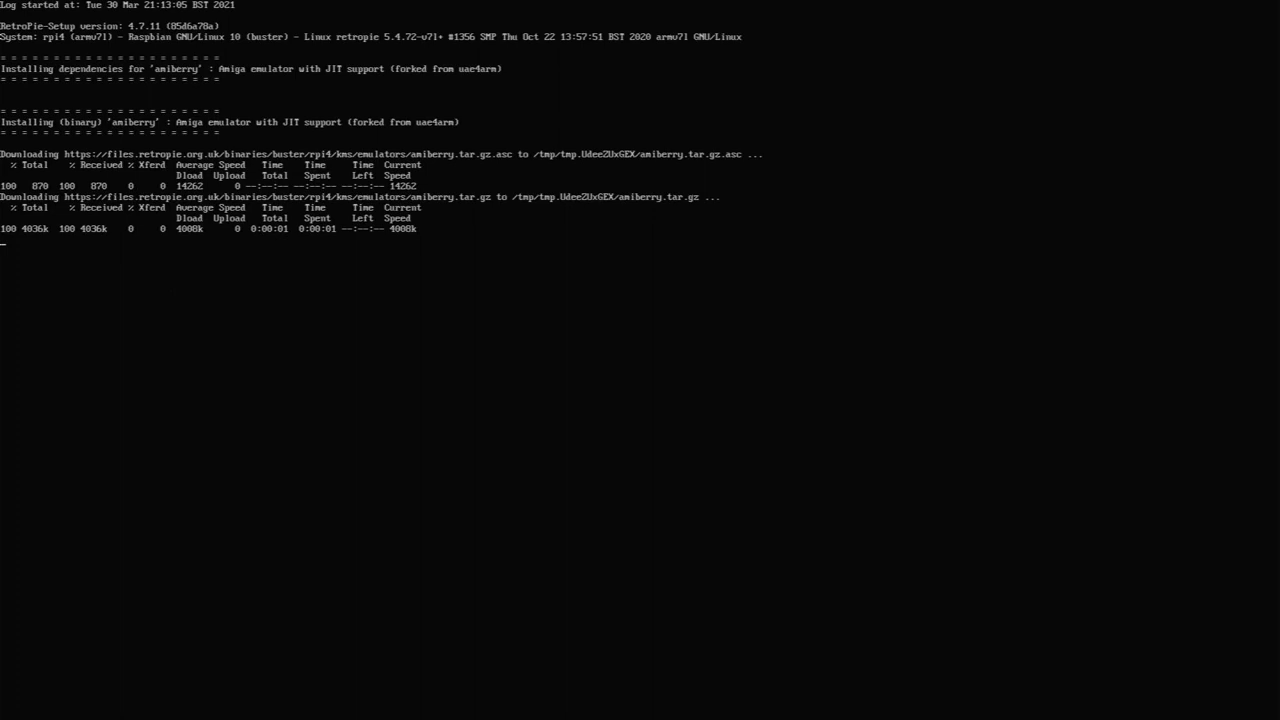 Log started at: Tue 30 Mar 21:13:05 BST 2021
RetroPie-Setup version: 4.7.11 (85d6a78a)
System: rpi4 (armv7l) - Raspbian GNU/Linux 10 (buster) - Linux retropie 5.4.72-v7l+ #1356 SMP Thu Oct 22 13:57:51 BST 2020 armv7l GNU/Linux
= = = = = = = = = = = = = = = = = = = = =
Installing dependencies for 'amiberry' : Amiga emulator with JIT support (forked from uae4arm)
= = = = = = = = = = = = = = = = = = = = =
= = = = = = = = = = = = = = = = = = = = =
Installing (binary) 'amiberry' : Amiga emulator with JIT support (forked from uae4arm)
= = = = = = = = = = = = = = = = = = = = =
Downloading https://files.retropie.org.uk/binaries/buster/rpi4/kms/emulators/amiberry.tar.gz.asc to /tmp/tmp.UdeeZUxGEX/amiberry.tar.gz.asc ...
  % Total    % Received % Xferd  Average Speed   Time    Time     Time  Current
                                 Dload  Upload   Total   Spent    Left  Speed
100   870  100   870    0     0  14262      0 --:--:-- --:--:-- --:--:-- 14262
Downloading https://files.retropie.org.uk/binaries/buster/rpi4/kms/emulators/amiberry.tar.gz to /tmp/tmp.UdeeZUxGEX/amiberry.tar.gz ...
  % Total    % Received % Xferd  Average Speed   Time    Time     Time  Current
                                 Dload  Upload   Total   Spent    Left  Speed
100 4036k  100 4036k    0     0  4008k      0  0:00:01  0:00:01 --:--:-- 4008k